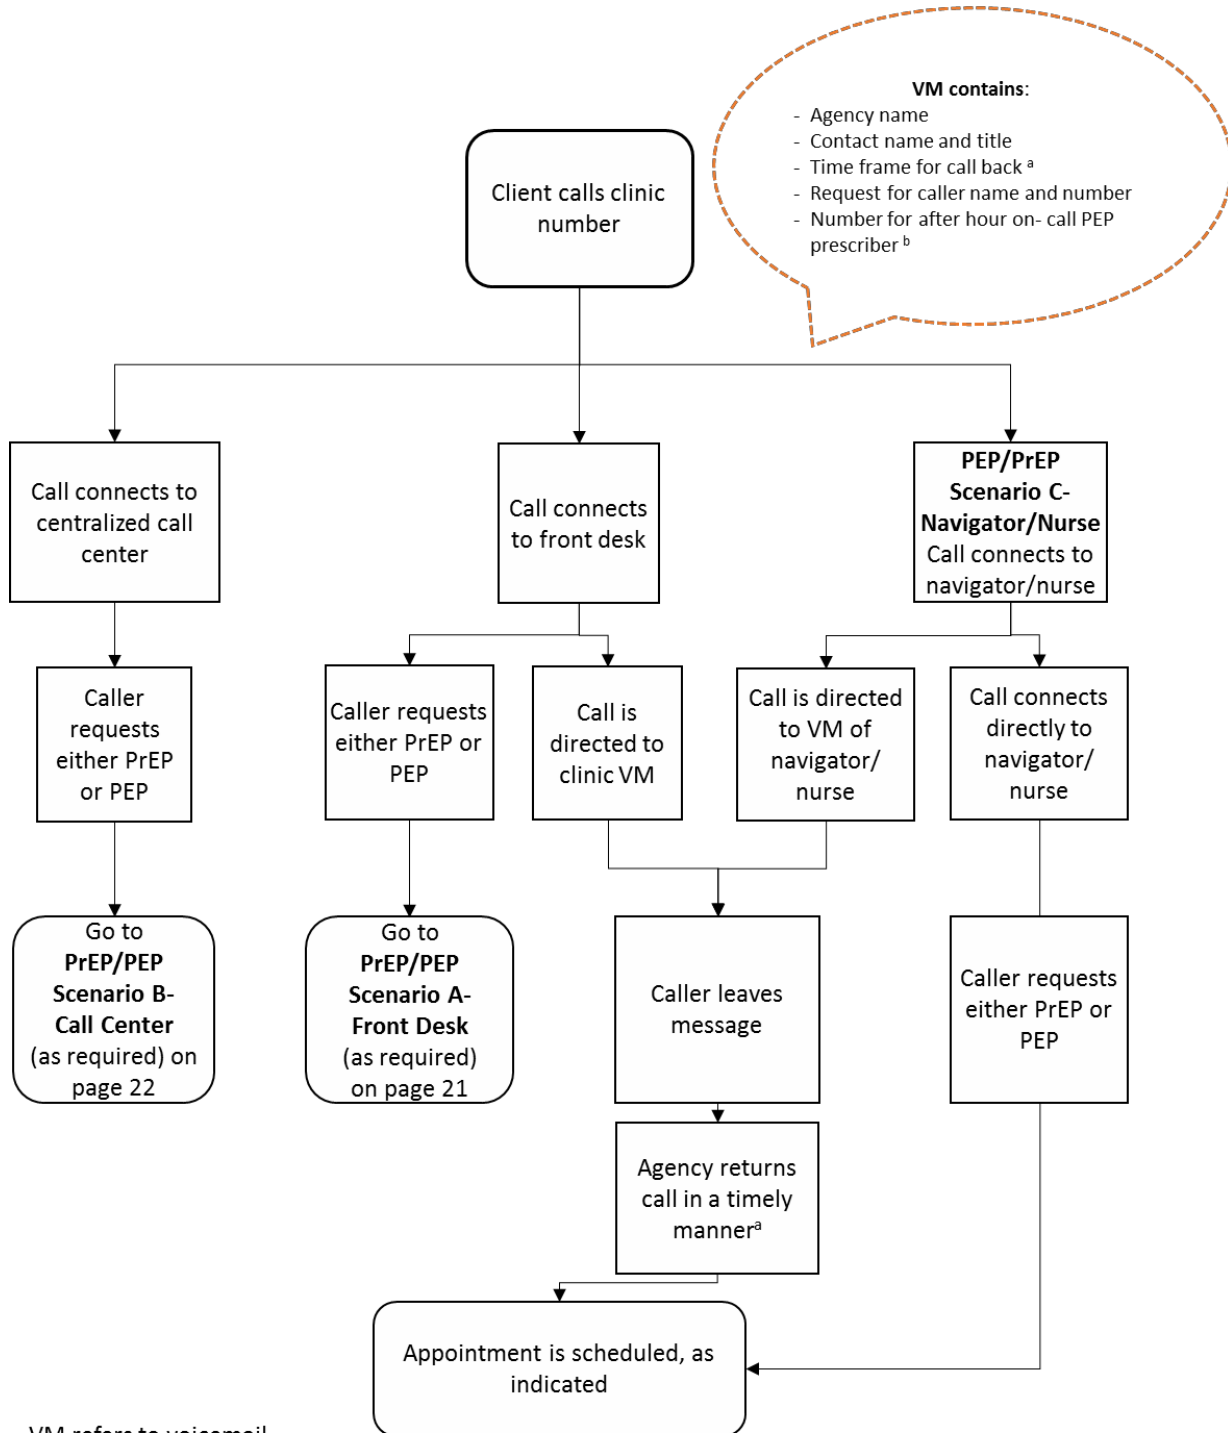 VM contains:
- Agency name
- Contact name and title
- Time frame for call back a
- Request for caller name and number
- Number for after hour on- call PEP
prescriber b
Client calls clinic
number
Call connects to
centralized call
center
Call connects
to front desk
PEP/PrEP
Scenario C-
Navigator/Nurse
Call connects to
navigator/nurse
Caller
requests
either PrEP
or PEP
Caller requests
either PrEP or
PEP
Call is
directed to
clinic VM
Call is directed
to VM of
navigator/
nurse
Call connects
directly to
navigator/
nurse
Go to
PrEP/PEP
Scenario B-
Call Center
(as required) on
page 22
Go to
PrEP/PEP
Scenario A-
Front Desk
(as required)
on page 21
Caller leaves
message
Caller requests
either PrEP or
PEP
Agency returns
call in a timely
manner a
Appointment is scheduled, as
indicated
VM refers to voicemail